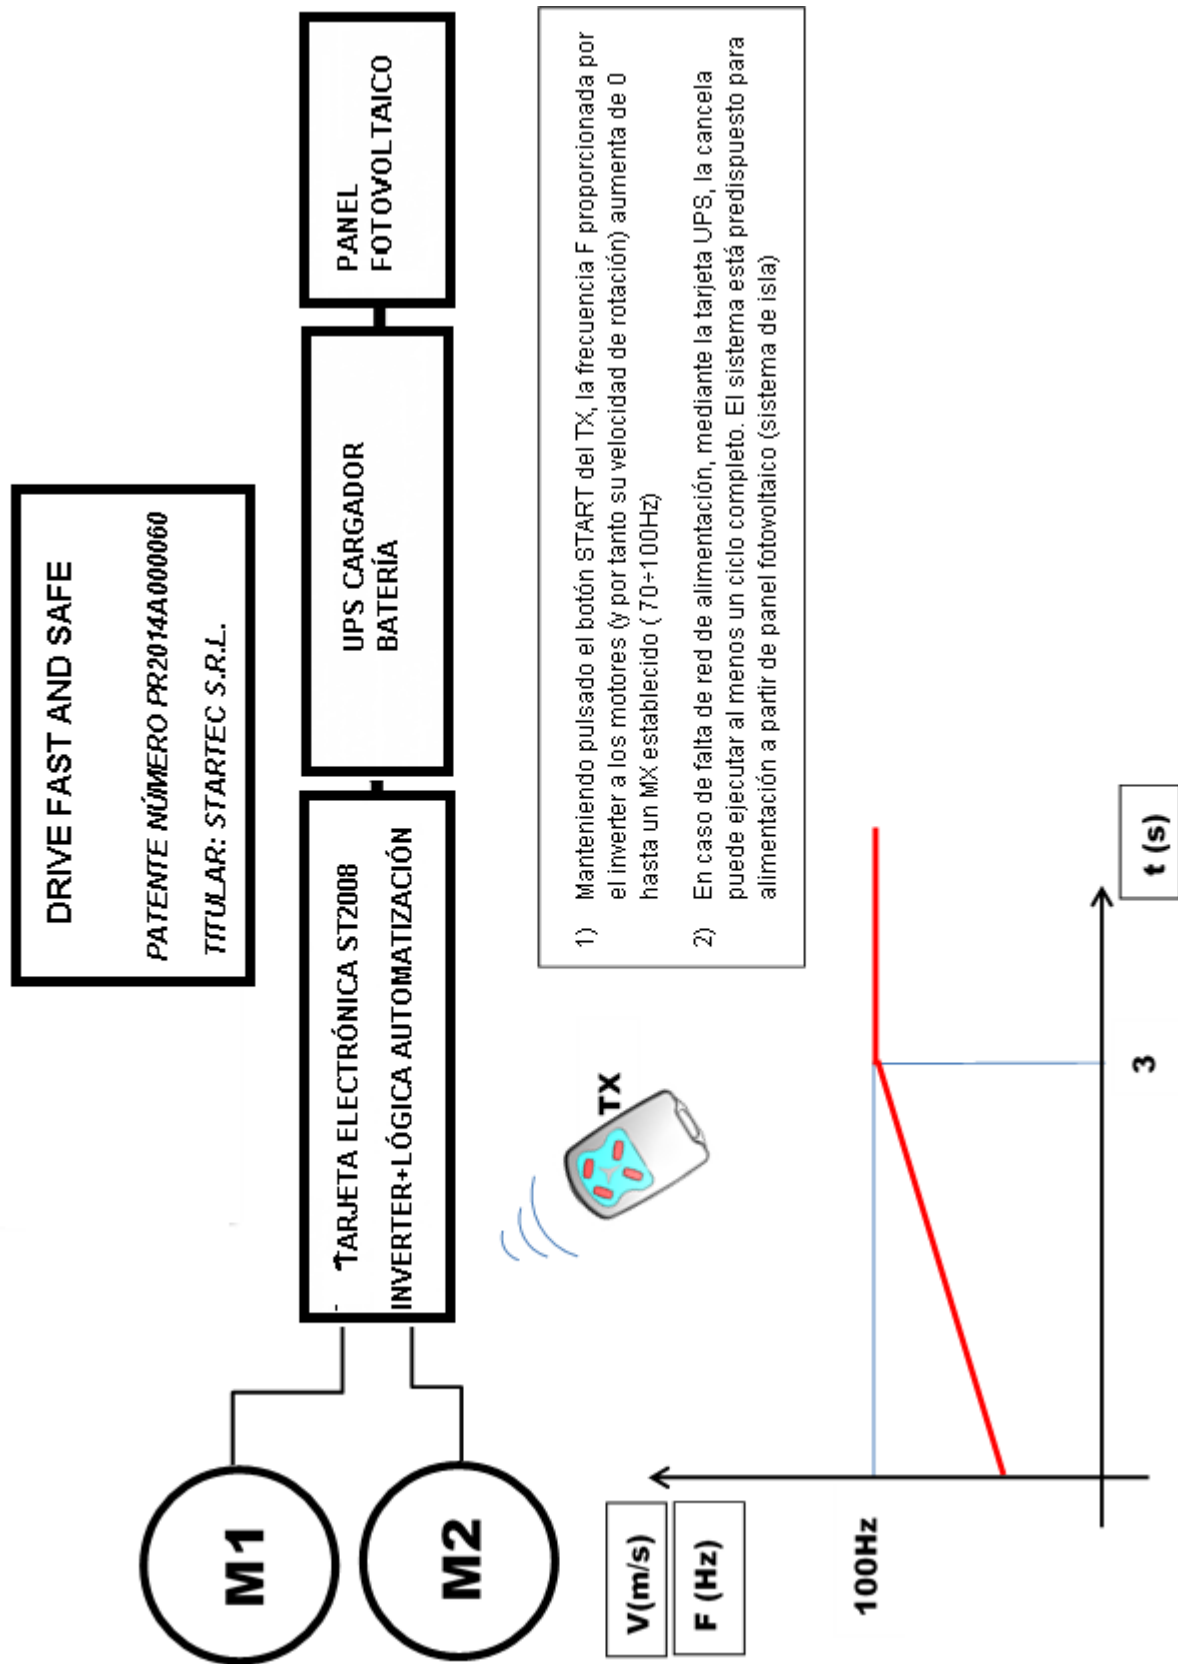 DRIVE FAST AND SAFE
PATENTE NÚMERO PR2014A000060
TITULAR: STARTEC S.R.L.
M1
M2
TARJETA ELECTRÓNICA ST2008
INVERTER+LÓGICA AUTOMATIZACIÓN
UPS CARGADOR
BATERÍA
PANEL
FOTOVOLTAICO
TX
1) Manteniendo pulsado el botón START del TX, la frecuencia F proporcionada por
el inverter a los motores (y por tanto su velocidad de rotación) aumenta de 0
hasta un MX establecido ( 70÷100Hz)
2) En caso de falta de red de alimentación, mediante la tarjeta UPS, la cancela
puede ejecutar al menos un ciclo completo. El sistema está predispuesto para
alimentación a partir de panel fotovoltaico (sistema de isla)
V(m/s)
F (Hz)
100Hz
3
t (s)